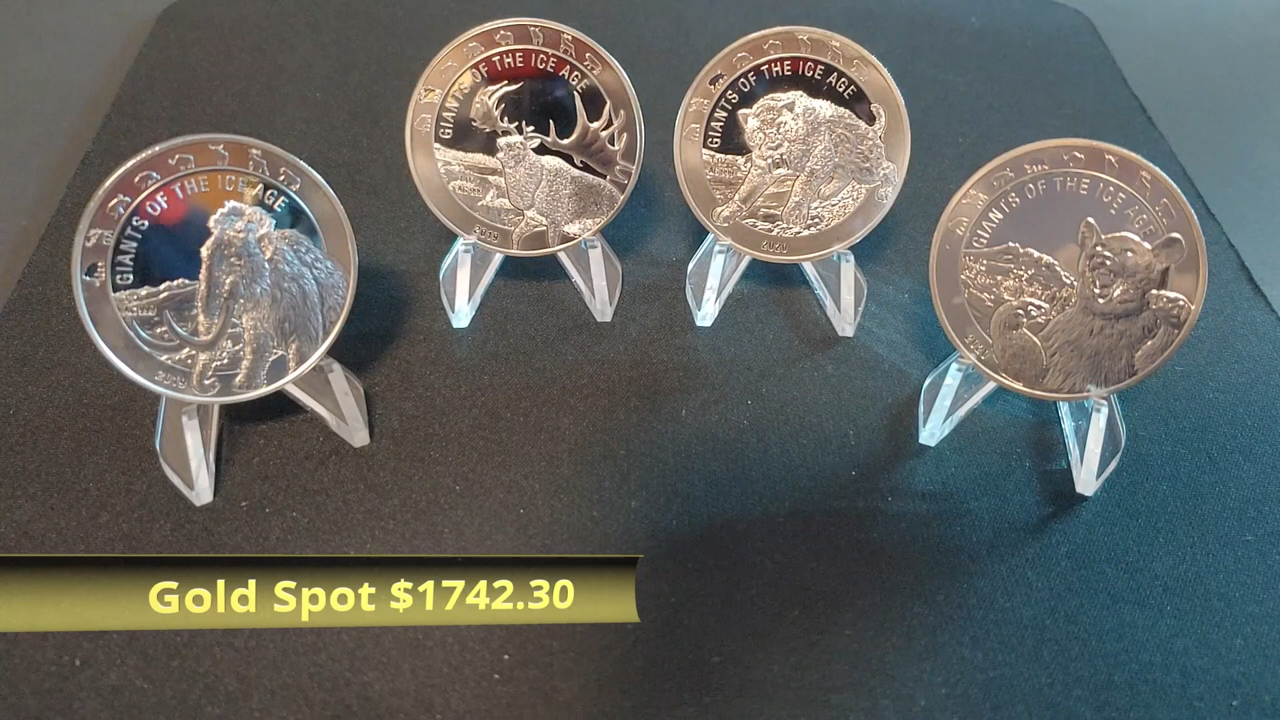 GIANTS OF THE ICE AGE
2019
GIANTS OF THE ICE AGE
2019
GIANTS OF THE ICE AGE
2020
GIANTS OF THE ICE AGE
Gold Spot $1742.30